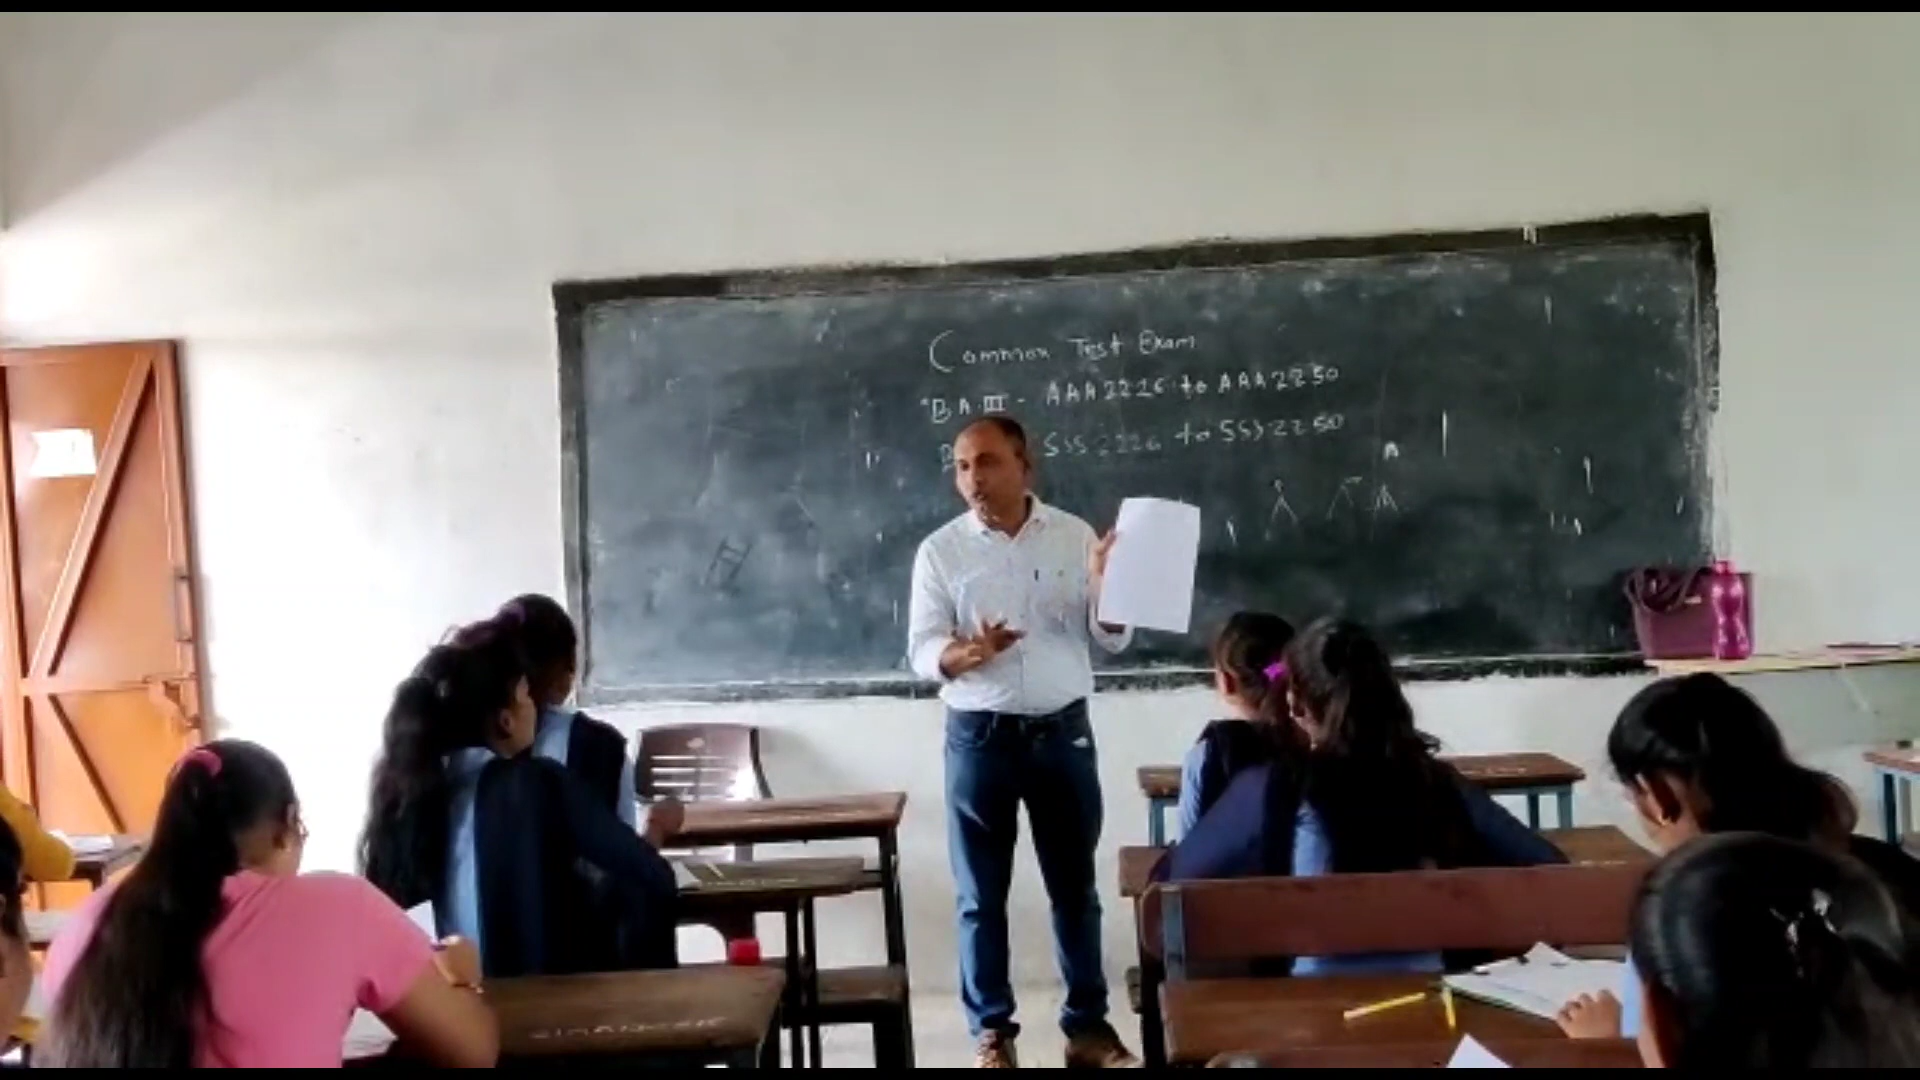 Common Test Exam
B A III - AAA2226 to AAA2250
SSS2226 to SSS2250